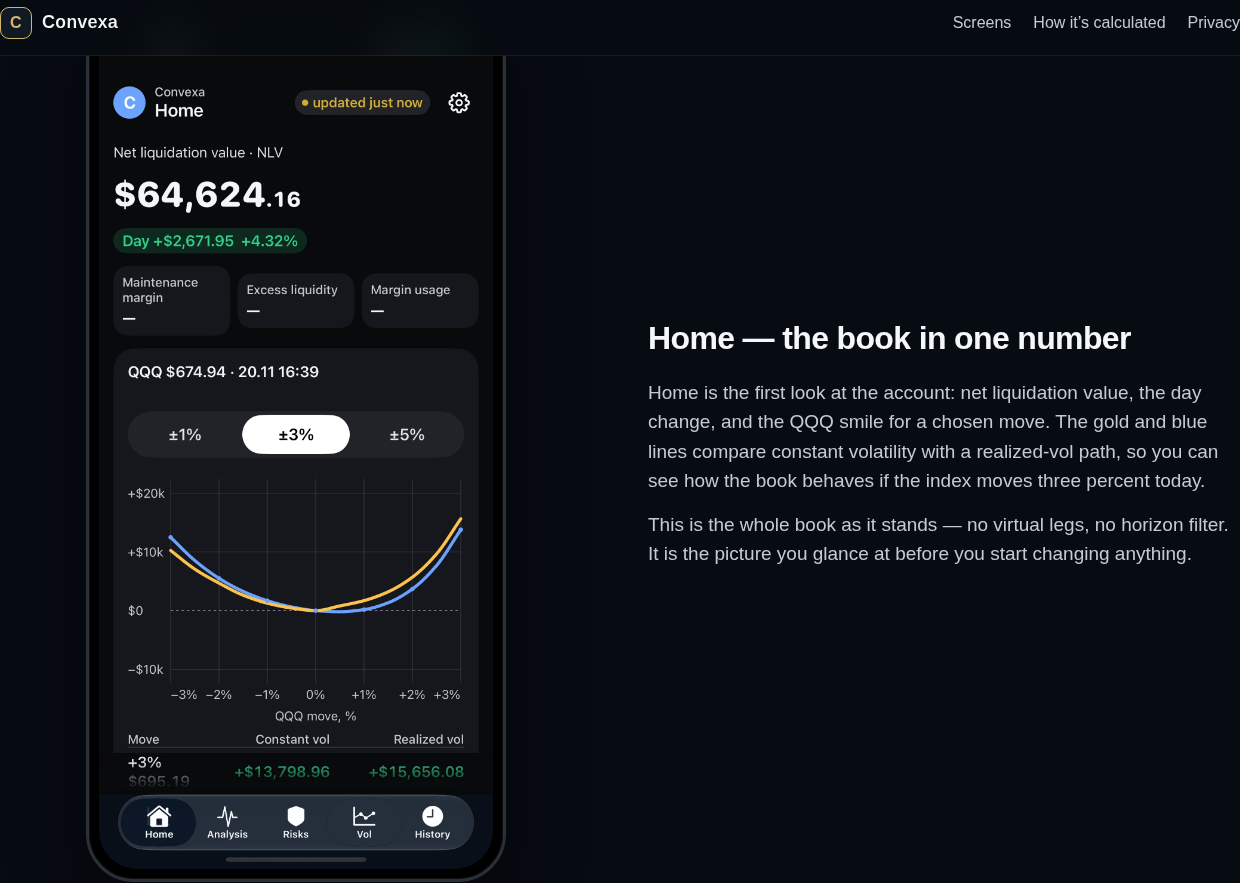 C Convexa
Screens How it’s calculated Privacy
C
Convexa
Home
updated just now
Net liquidation value · NLV
$64,624.16
Day +$2,671.95 +4.32%
Maintenance
margin
—
Excess liquidity
—
Margin usage
—
QQQ $674.94 · 20.11 16:39
±1% ±3% ±5%
+$20k
+$10k
$0
−$10k
−3% −2% −1% 0% +1% +2% +3%
QQQ move, %
Move Constant vol Realized vol
+3% +$13,798.96 +$15,656.08
$695.19
Home Analysis Risks Vol History
Home — the book in one number
Home is the first look at the account: net liquidation value, the day
change, and the QQQ smile for a chosen move. The gold and blue
lines compare constant volatility with a realized-vol path, so you can
see how the book behaves if the index moves three percent today.
This is the whole book as it stands — no virtual legs, no horizon filter.
It is the picture you glance at before you start changing anything.